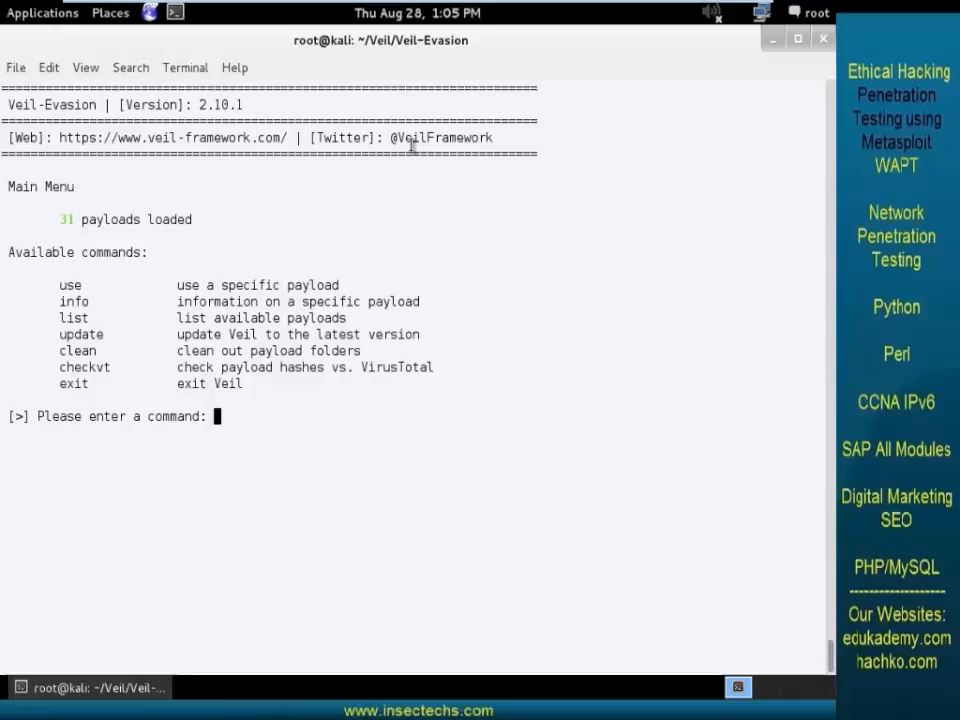 Applications Places Thu Aug 28, 1:05 PM root
root@kali: ~/Veil/Veil-Evasion
File Edit View Search Terminal Help
=================================================================
Veil-Evasion | [Version]: 2.10.1
=================================================================
[Web]: https://www.veil-framework.com/ | [Twitter]: @VeilFramework
=================================================================
Main Menu
31 payloads loaded
Available commands:
use use a specific payload
info information on a specific payload
list list available payloads
update update Veil to the latest version
clean clean out payload folders
checkvt check payload hashes vs. VirusTotal
exit exit Veil
[>] Please enter a command:
root@kali: ~/Veil/Veil-...
Ethical Hacking
Penetration
Testing using
Metasploit
WAPT
Network
Penetration
Testing
Python
Perl
CCNA IPv6
SAP All Modules
Digital Marketing
SEO
PHP/MySQL
-------------------
Our Websites:
edukademy.com
hachko.com
www.insectechs.com